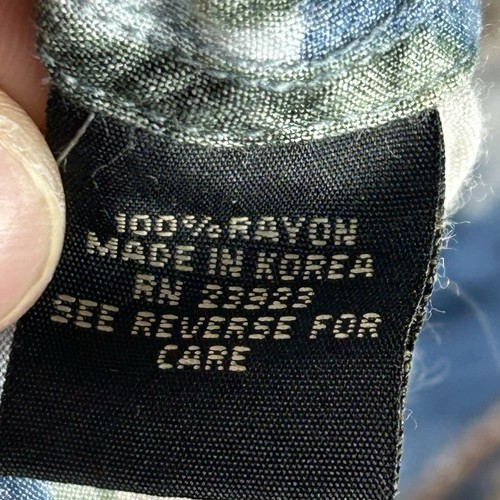 100% RAYON
MADE IN KOREA
RN 23923
SEE REVERSE FOR
CARE